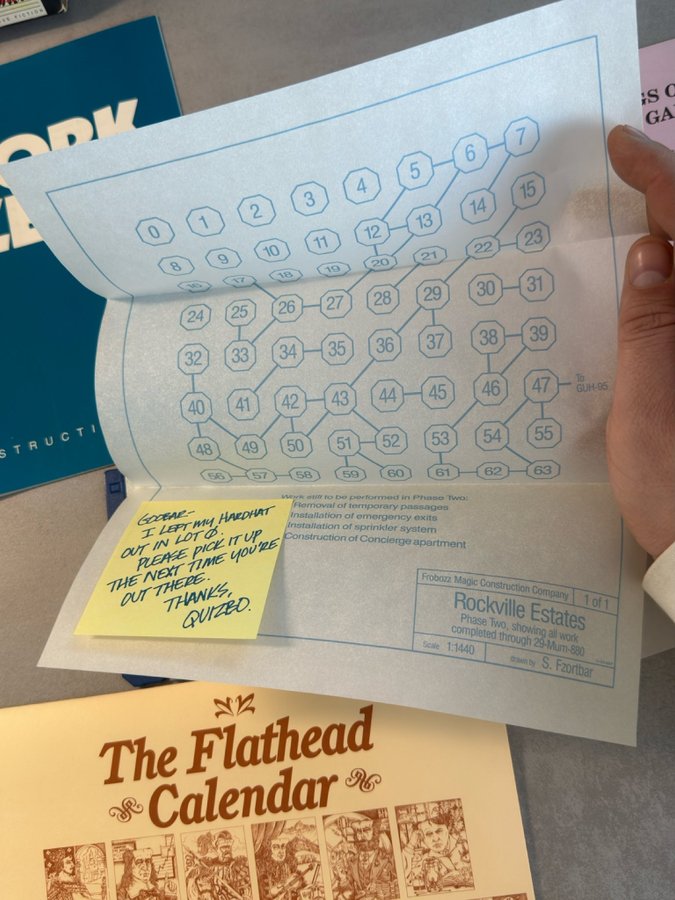 ORK
STRUCTI
GS O
GA
0 1 2 3 4 5 6 7
8 9 10 11 12 13 14 15
16 17 18 19 20 21 22 23
24 25 26 27 28 29 30 31
32 33 34 35 36 37 38 39
40 41 42 43 44 45 46 47
To
GUH-95
48 49 50 51 52 53 54 55
56 57 58 59 60 61 62 63
Work still to be performed in Phase Two:
Removal of temporary passages
Installation of emergency exits
Installation of sprinkler system
Construction of Concierge apartment
GOOBAR-
I LEFT MY HARDHAT
OUT IN LOT 0.
PLEASE PICK IT UP
THE NEXT TIME YOU'RE
OUT THERE.
THANKS,
QUIZBO.
Frobozz Magic Construction Company
1 of 1
Rockville Estates
Phase Two, showing all work
completed through 29-Mum-880
Scale 1:1440
drawn by S. Fzortbar
The Flathead
Calendar